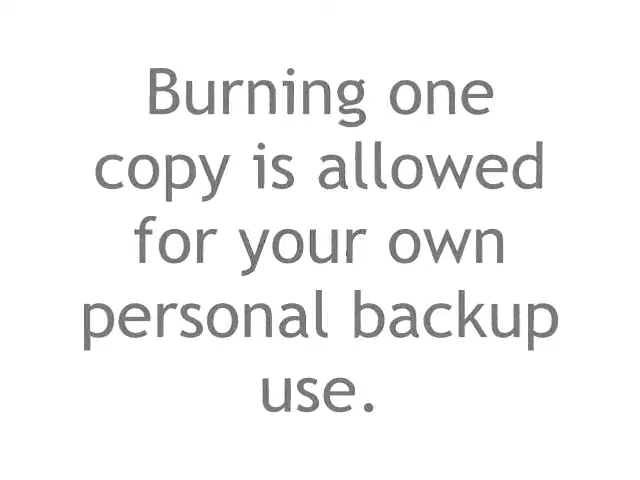 Burning one
copy is allowed
for your own
personal backup
use.